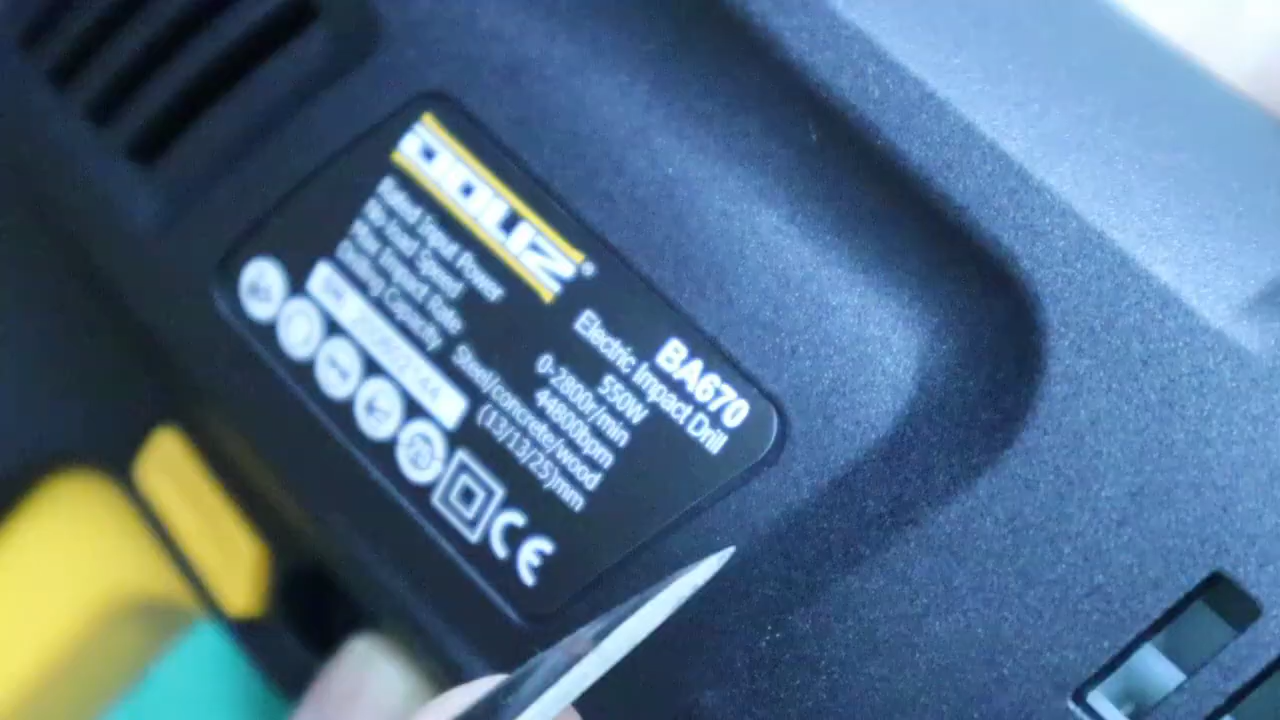 BA670
Electric Impact Drill
Rated Input Power 550W
No-Load Speed 0-2800r/min
Max Impact Rate 44800bpm
Drilling Capacity Steel/concrete/wood
(13/13/25)mm
CE